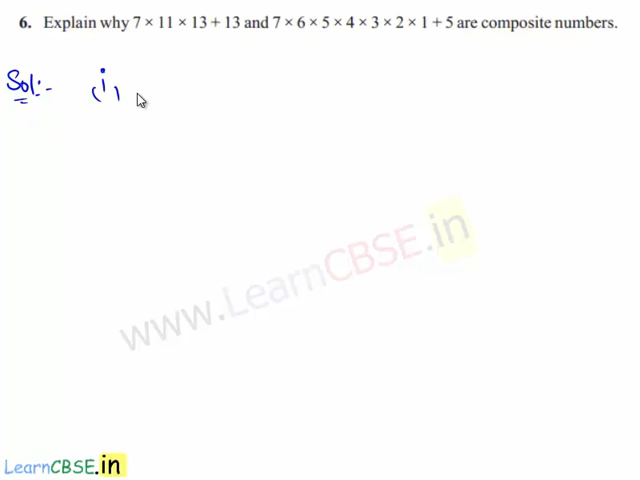 6. Explain why 7 × 11 × 13 + 13 and 7 × 6 × 5 × 4 × 3 × 2 × 1 + 5 are composite numbers.
Sol:- (i)
www.LearnCBSE.in
LearnCBSE.in